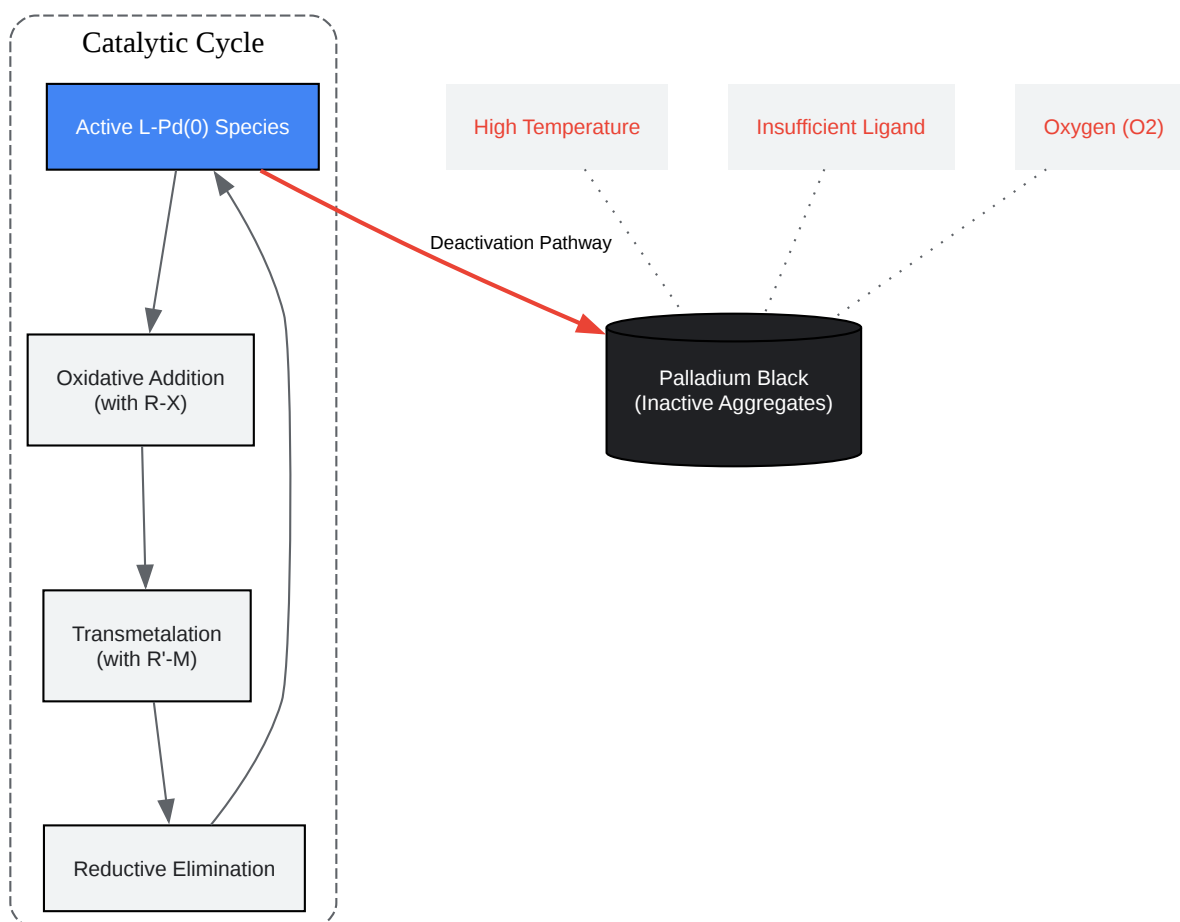 Catalytic Cycle
Active L-Pd(0) Species
High Temperature
Insufficient Ligand
Oxygen (O2)
Deactivation Pathway
Oxidative Addition
(with R-X)
Palladium Black
(Inactive Aggregates)
Transmetalation
(with R'-M)
Reductive Elimination